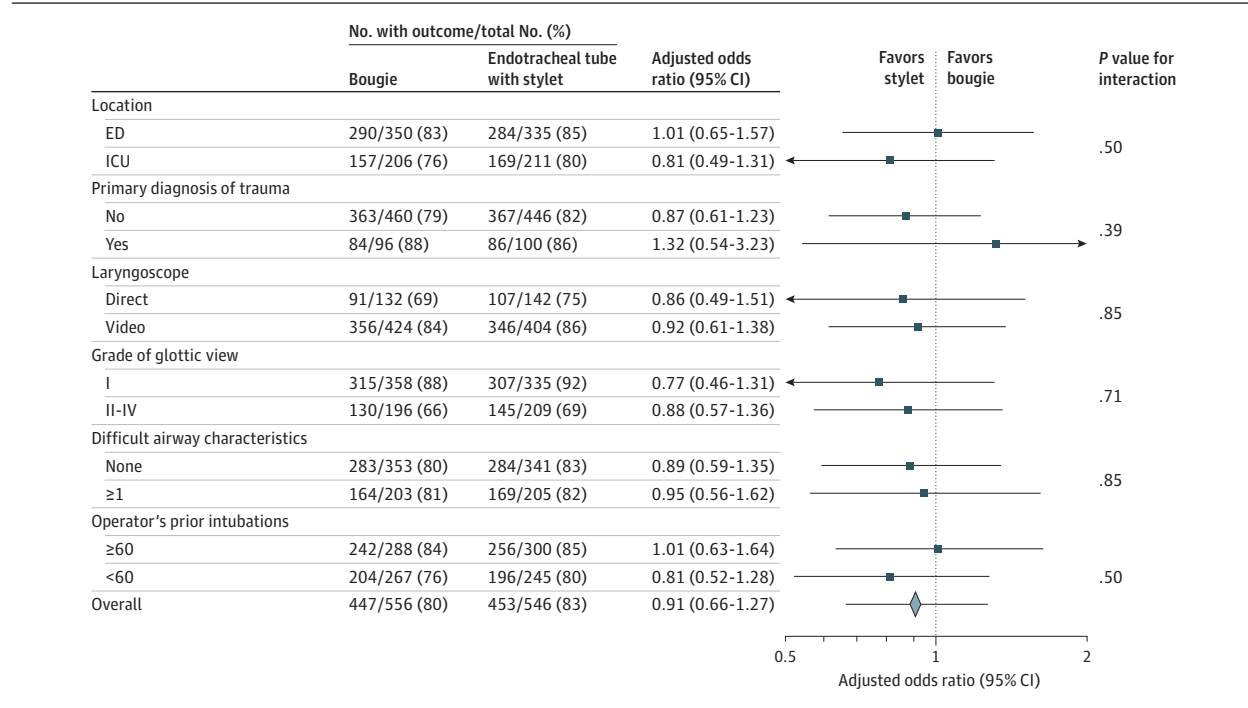 No. with outcome/total No. (%)
Bougie Endotracheal tube with stylet Adjusted odds ratio (95% CI) Favors stylet Favors bougie P value for interaction
Location
ED 290/350 (83) 284/335 (85) 1.01 (0.65-1.57)
ICU 157/206 (76) 169/211 (80) 0.81 (0.49-1.31)
.50
Primary diagnosis of trauma
No 363/460 (79) 367/446 (82) 0.87 (0.61-1.23)
Yes 84/96 (88) 86/100 (86) 1.32 (0.54-3.23)
.39
Laryngoscope
Direct 91/132 (69) 107/142 (75) 0.86 (0.49-1.51)
Video 356/424 (84) 346/404 (86) 0.92 (0.61-1.38)
.85
Grade of glottic view
I 315/358 (88) 307/335 (92) 0.77 (0.46-1.31)
II-IV 130/196 (66) 145/209 (69) 0.88 (0.57-1.36)
.71
Difficult airway characteristics
None 283/353 (80) 284/341 (83) 0.89 (0.59-1.35)
≥1 164/203 (81) 169/205 (82) 0.95 (0.56-1.62)
.85
Operator's prior intubations
≥60 242/288 (84) 256/300 (85) 1.01 (0.63-1.64)
<60 204/267 (76) 196/245 (80) 0.81 (0.52-1.28)
.50
Overall 447/556 (80) 453/546 (83) 0.91 (0.66-1.27)
0.5 1 2
Adjusted odds ratio (95% CI)